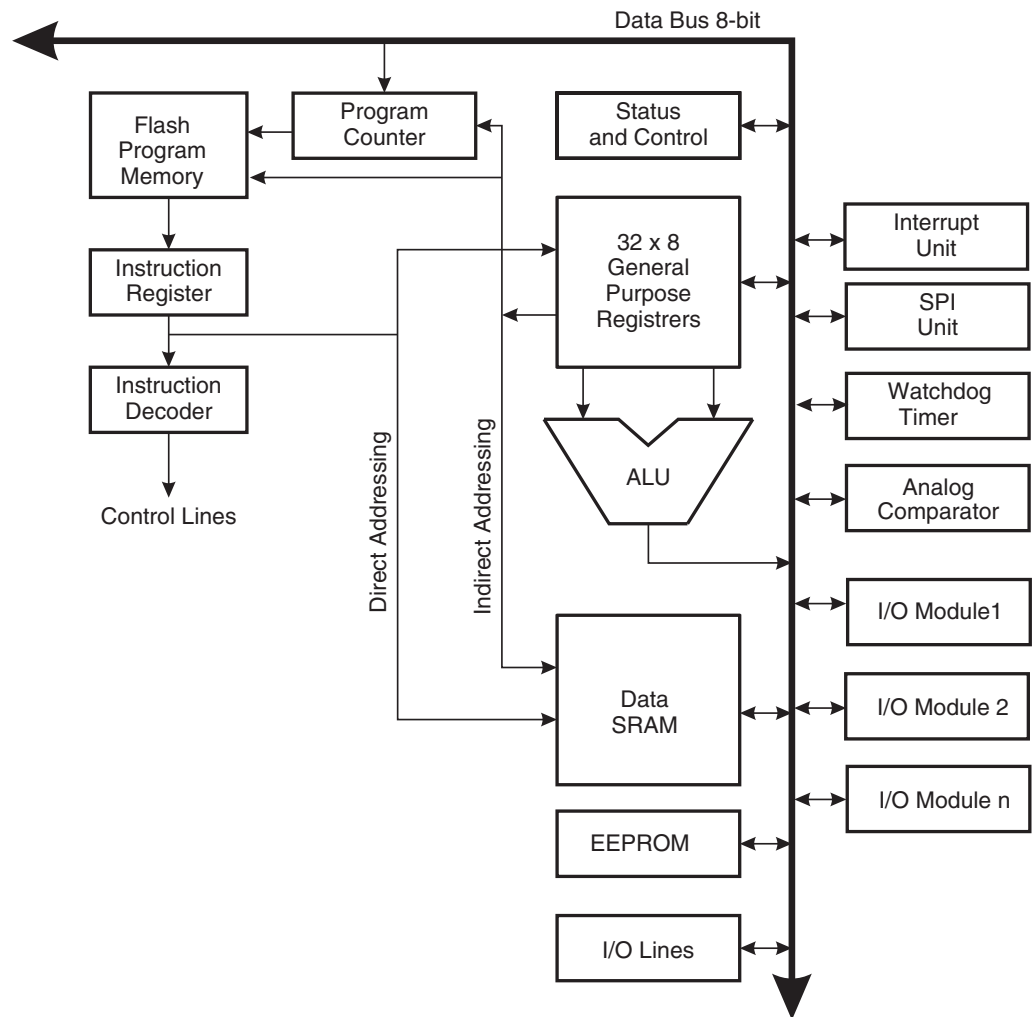 Data Bus 8-bit
Flash
Program
Memory
Program
Counter
Status
and Control
Interrupt
Unit
32 x 8
General
Purpose
Registrers
Instruction
Register
SPI
Unit
Instruction
Decoder
Watchdog
Timer
Direct Addressing
Indirect Addressing
ALU
Analog
Comparator
Control Lines
I/O Module1
Data
SRAM
I/O Module 2
I/O Module n
EEPROM
I/O Lines